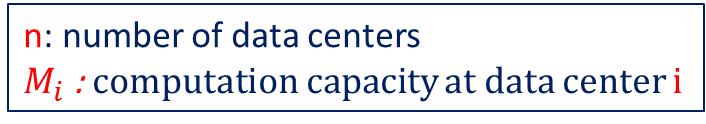 n: number of data centers
Mᵢ : computation capacity at data center i